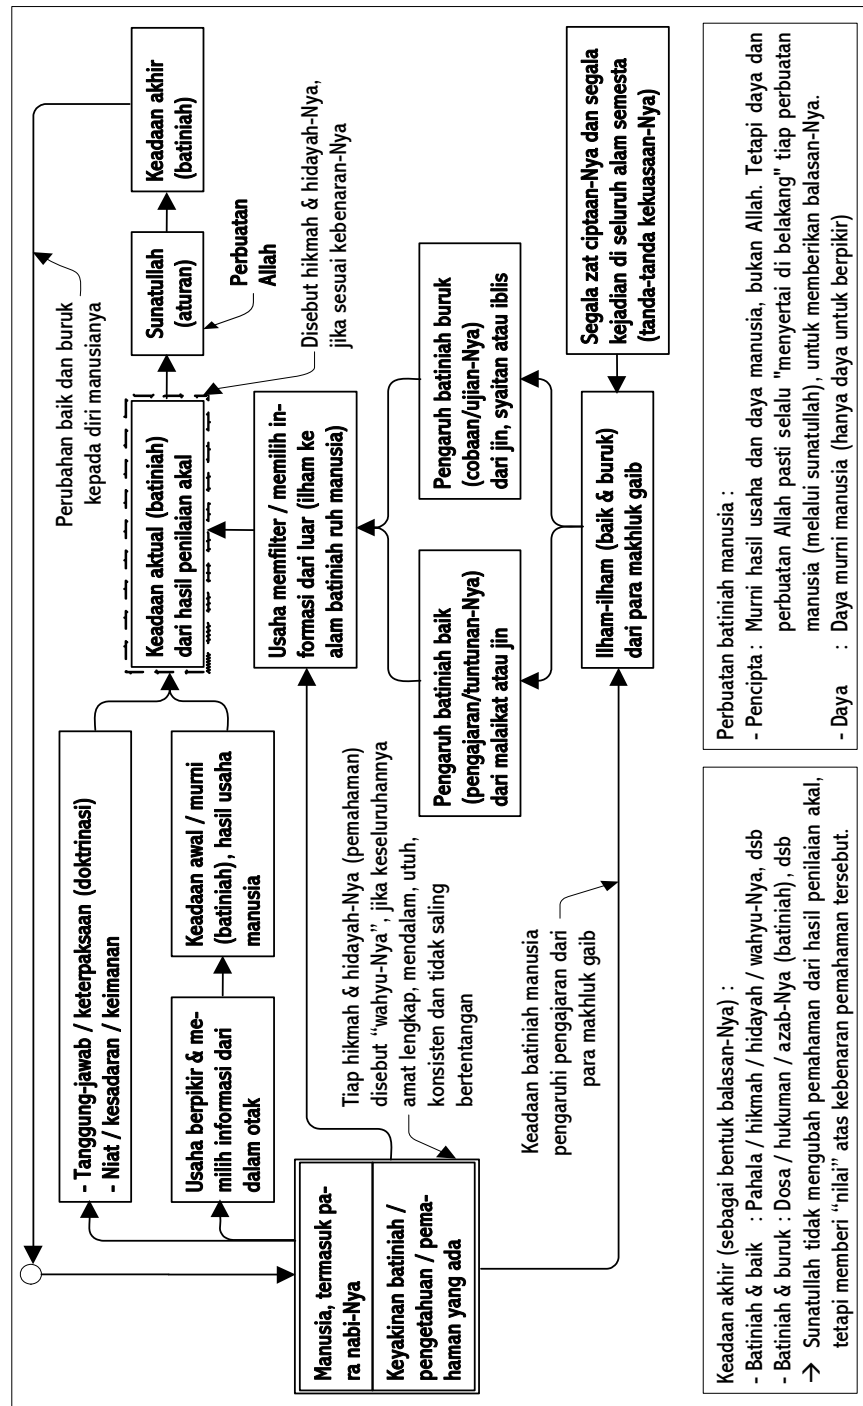 Manusia, termasuk pa-
ra nabi-Nya
Keyakinan batiniah /
pengetahuan / pema-
haman yang ada
- Tanggung-jawab / keterpaksaan (doktrinasi)
- Niat / kesadaran / keimanan
Usaha berpikir & me-
milih informasi dari
dalam otak
Keadaan awal / murni
(batiniah), hasil usaha
manusia
Tiap hikmah & hidayah-Nya (pemahaman)
disebut “wahyu-Nya”, jika keseluruhannya
amat lengkap, mendalam, utuh,
konsisten dan tidak saling
bertentangan
Keadaan batiniah manusia
pengaruhi pengajaran dari
para makhluk gaib
Keadaan aktual (batiniah)
dari hasil penilaian akal
Usaha memfilter / memilih in-
formasi dari luar (ilham ke
alam batiniah ruh manusia)
Pengaruh batiniah baik
(pengajaran/tuntunan-Nya)
dari malaikat atau jin
Pengaruh batiniah buruk
(cobaan/ujian-Nya)
dari jin, syaitan atau iblis
Ilham-ilham (baik & buruk)
dari para makhluk gaib
Segala zat ciptaan-Nya dan segala
kejadian di seluruh alam semesta
(tanda-tanda kekuasaan-Nya)
Perubahan baik dan buruk
kepada diri manusianya
Sunatullah
(aturan)
Keadaan akhir
(batiniah)
Perbuatan
Allah
Disebut hikmah & hidayah-Nya,
jika sesuai kebenaran-Nya
Keadaan akhir (sebagai bentuk balasan-Nya) :
- Batiniah & baik : Pahala / hikmah / hidayah / wahyu-Nya, dsb
- Batiniah & buruk : Dosa / hukuman / azab-Nya (batiniah), dsb
→ Sunatullah tidak mengubah pemahaman dari hasil penilaian akal,
tetapi memberi “nilai” atas kebenaran pemahaman tersebut.
Perbuatan batiniah manusia :
- Pencipta : Murni hasil usaha dan daya manusia, bukan Allah. Tetapi daya dan
perbuatan Allah pasti selalu "menyertai di belakang" tiap perbuatan
manusia (melalui sunatullah), untuk memberikan balasan-Nya.
- Daya : Daya murni manusia (hanya daya untuk berpikir)